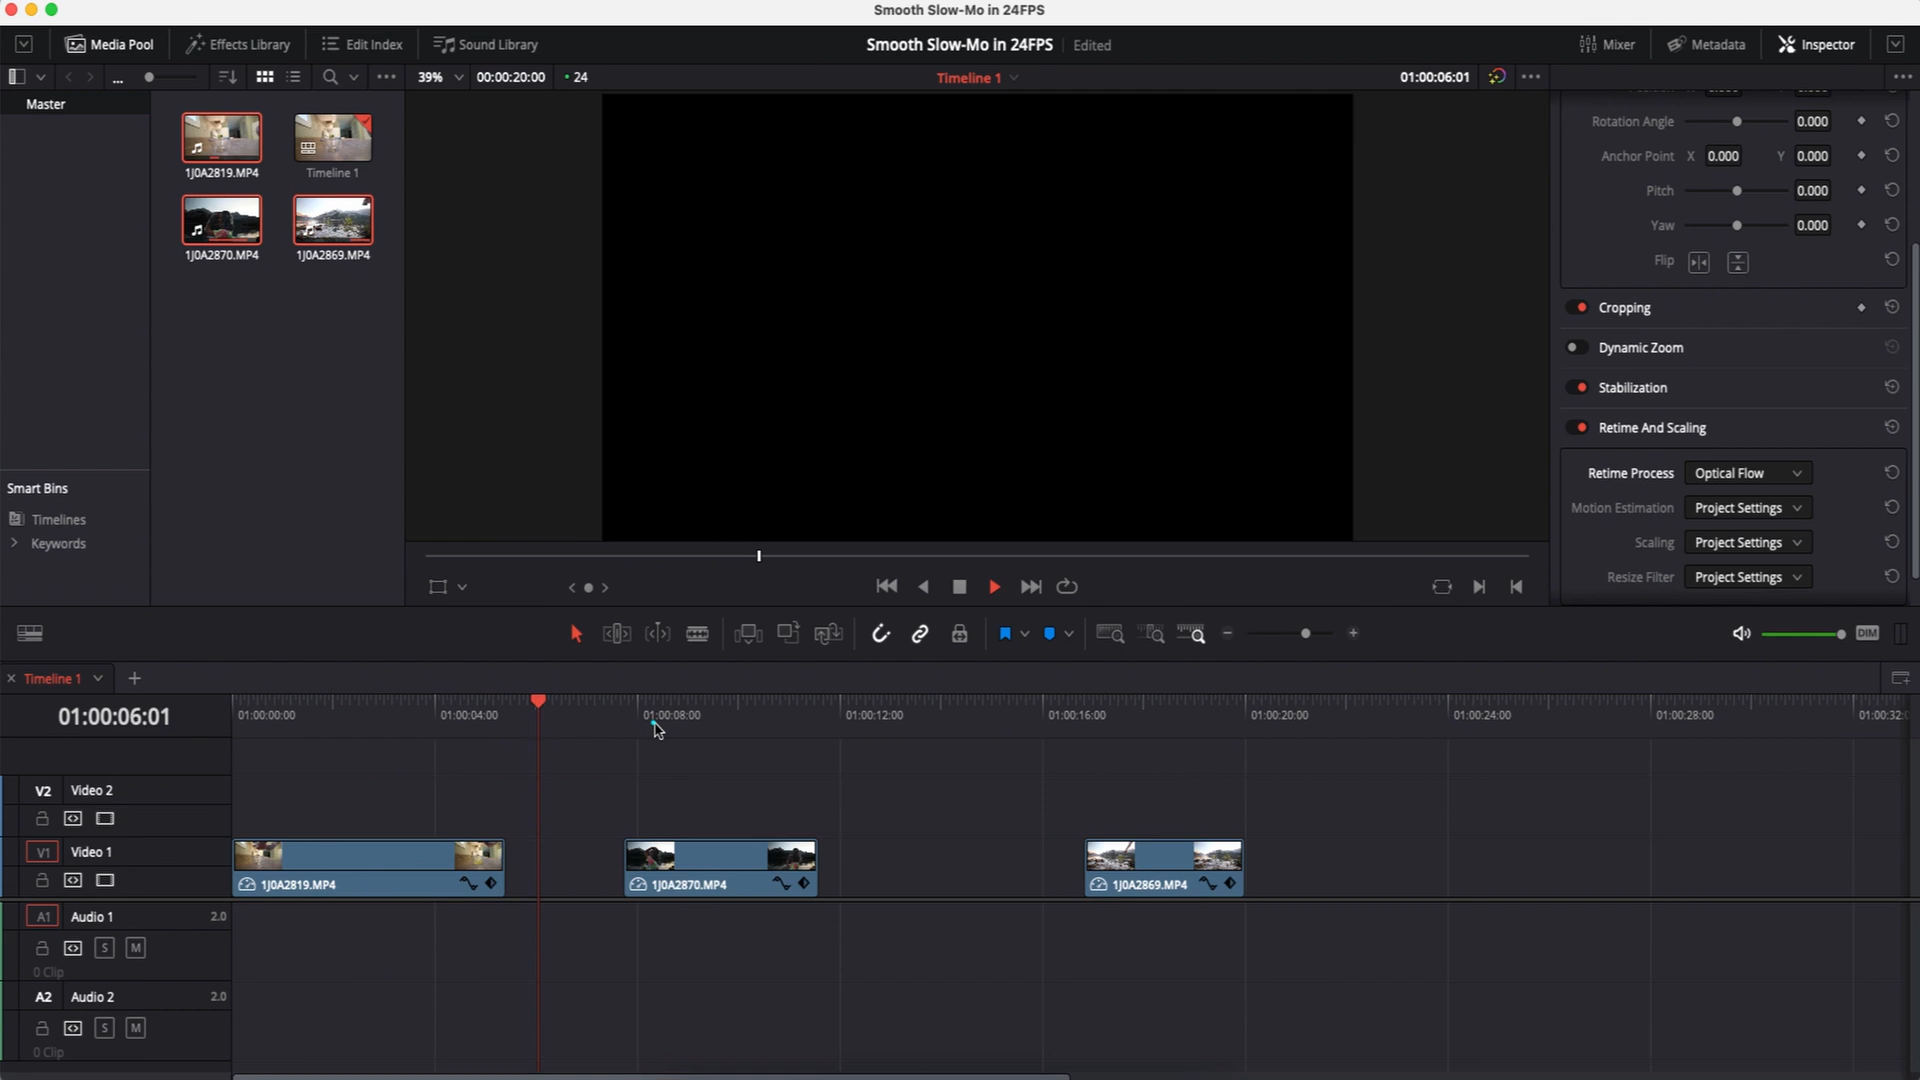 Smooth Slow-Mo in 24FPS
Media Pool
Effects Library
Edit Index
Sound Library
Smooth Slow-Mo in 24FPS Edited
Mixer
Metadata
Inspector
...
•••
39%
00:00:20:00
• 24
Timeline 1
01:00:06:01
•••
•••
Master
1J0A2819.MP4
Timeline 1
1J0A2870.MP4
1J0A2869.MP4
Smart Bins
Timelines
Keywords
Rotation Angle 0.000
Anchor Point X 0.000 Y 0.000
Pitch 0.000
Yaw 0.000
Flip
Cropping
Dynamic Zoom
Stabilization
Retime And Scaling
Retime Process Optical Flow
Motion Estimation Project Settings
Scaling Project Settings
Resize Filter Project Settings
DIM
Timeline 1
01:00:06:01
01:00:00:00
01:00:04:00
01:00:08:00
01:00:12:00
01:00:16:00
01:00:20:00
01:00:24:00
01:00:28:00
01:00:32:0
V2 Video 2
V1 Video 1
1J0A2819.MP4
1J0A2870.MP4
1J0A2869.MP4
A1 Audio 1 2.0
S M
0 Clip
A2 Audio 2 2.0
S M
0 Clip